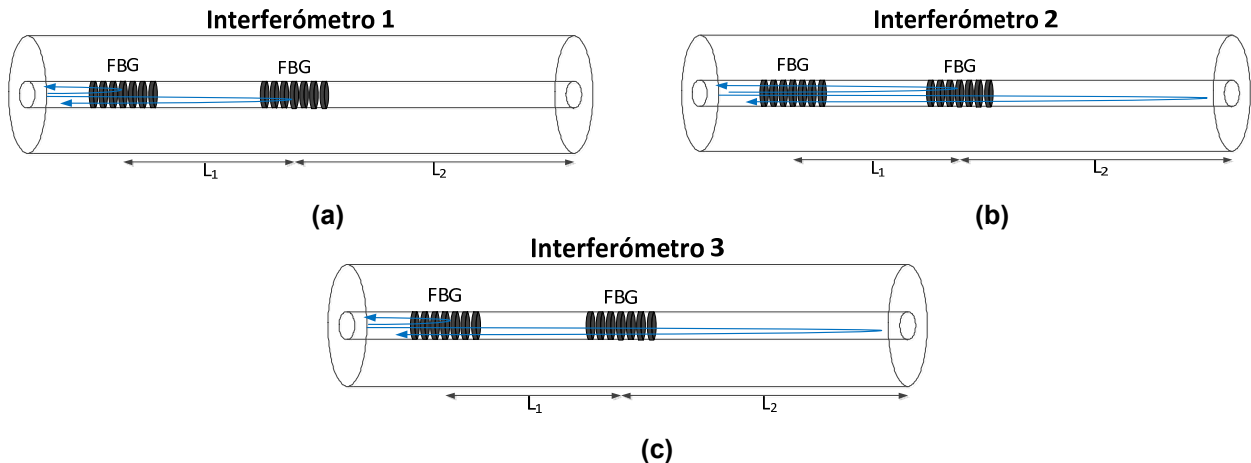 Interferómetro 1
FBG
FBG
L1
L2
(a)
Interferómetro 2
FBG
FBG
L1
L2
(b)
Interferómetro 3
FBG
FBG
L1
L2
(c)